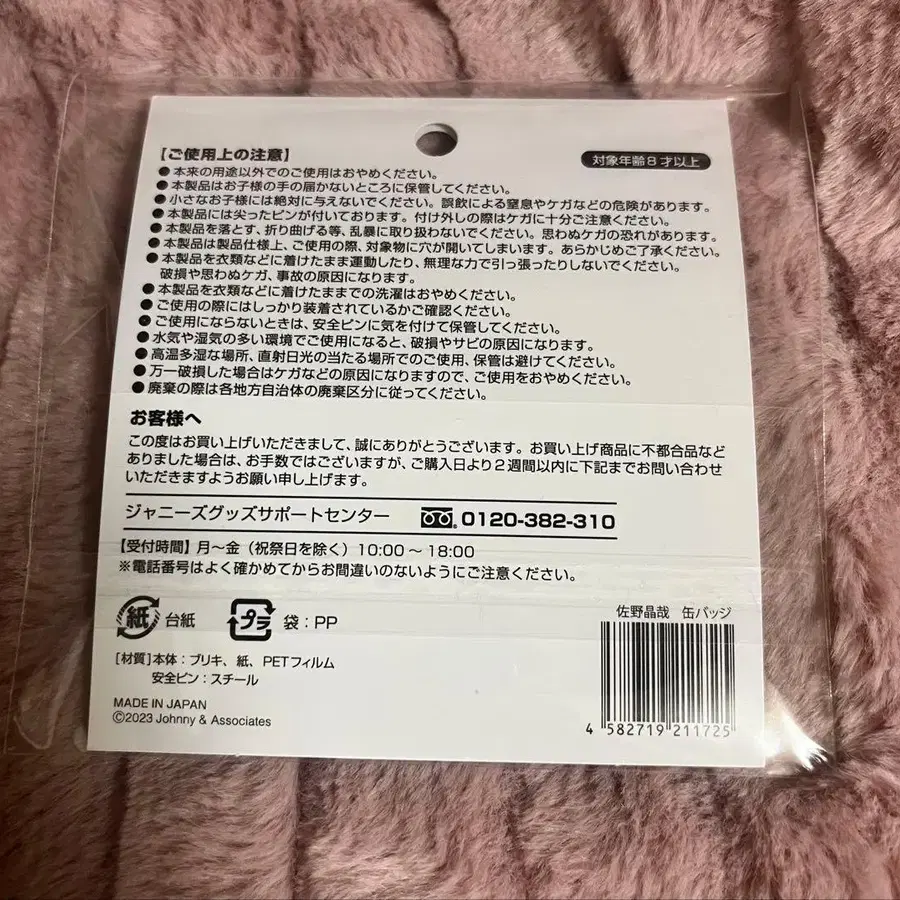 【ご使用上の注意】
対象年齢8才以上
●本来の用途以外でのご使用はおやめください。
●本製品はお子様の手の届かないところに保管してください。
●小さなお子様には絶対に与えないでください。誤飲による窒息やケガなどの危険があります。
●本製品には尖ったピンが付いております。付け外しの際はケガに十分ご注意ください。
●本製品を落とす、折り曲げる等、乱暴に取り扱わないでください。思わぬケガの恐れがあります。
●本製品は製品仕様上、ご使用の際、対象物に穴が開いてしまいます。あらかじめご了承ください。
●本製品を衣類などに着けたまま運動したり、無理な力で引っ張ったりしないでください。
破損や思わぬケガ、事故の原因になります。
●本製品を衣類などに着けたままでの洗濯はおやめください。
●ご使用の際にはしっかり装着されているかご確認ください。
●ご使用にならないときは、安全ピンに気を付けて保管してください。
●水気や湿気の多い環境でご使用になると、破損やサビの原因になります。
●高温多湿な場所、直射日光の当たる場所でのご使用、保管は避けてください。
●万一破損した場合はケガなどの原因になりますので、ご使用をおやめください。
●廃棄の際は各地方自治体の廃棄区分に従ってください。
お客様へ
この度はお買い上げいただきまして、誠にありがとうございます。お買い上げ商品に不都合品など
ありました場合は、お手数ではございますが、ご購入日より2週間以内に下記までお問い合わせ
いただきますようお願い申し上げます。
ジャニーズグッズサポートセンター 0120-382-310
【受付時間】月〜金（祝祭日を除く）10:00〜18:00
※電話番号はよく確かめてからお間違いのないようにご注意ください。
紙 台紙 プラ 袋：PP
佐野晶哉 缶バッジ
[材質]本体：ブリキ、紙、PETフィルム
安全ピン：スチール
MADE IN JAPAN
©2023 Johnny & Associates
4 582719 211725